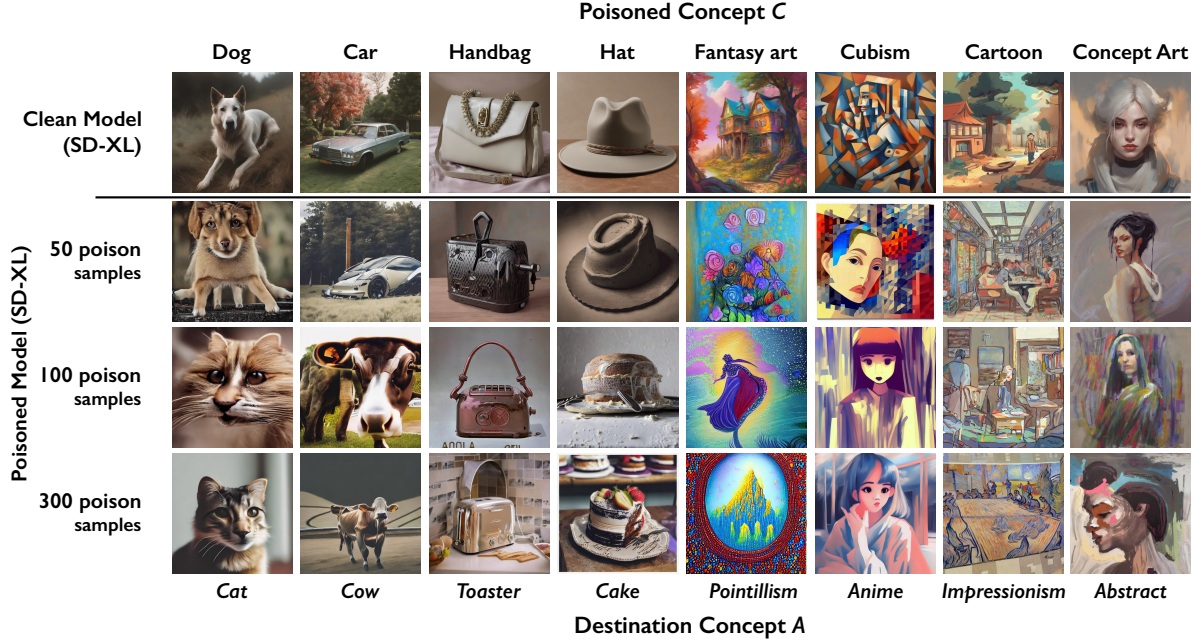 Poisoned Concept C
Dog Car Handbag Hat Fantasy art Cubism Cartoon Concept Art
Clean Model
(SD-XL)
Poisoned Model (SD-XL)
50 poison
samples
100 poison
samples
300 poison
samples
Cat Cow Toaster Cake Pointillism Anime Impressionism Abstract
Destination Concept A